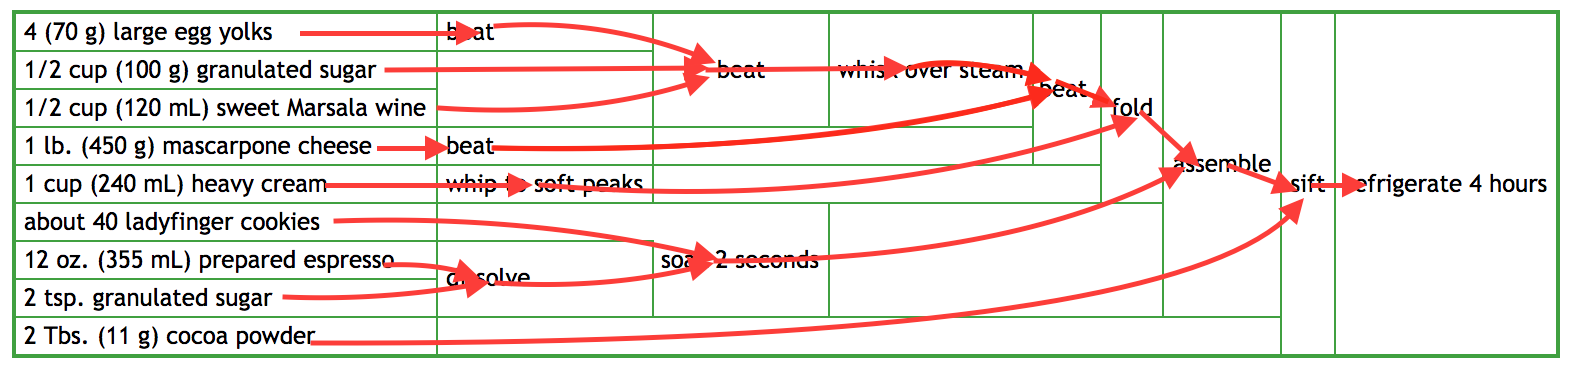 4 (70 g) large egg yolks
beat
1/2 cup (100 g) granulated sugar
beat
whisk over steam
beat
1/2 cup (120 mL) sweet Marsala wine
fold
1 lb. (450 g) mascarpone cheese
beat
assemble
1 cup (240 mL) heavy cream
whip to soft peaks
sift
refrigerate 4 hours
about 40 ladyfinger cookies
12 oz. (355 mL) prepared espresso
dissolve
soak 2 seconds
2 tsp. granulated sugar
2 Tbs. (11 g) cocoa powder